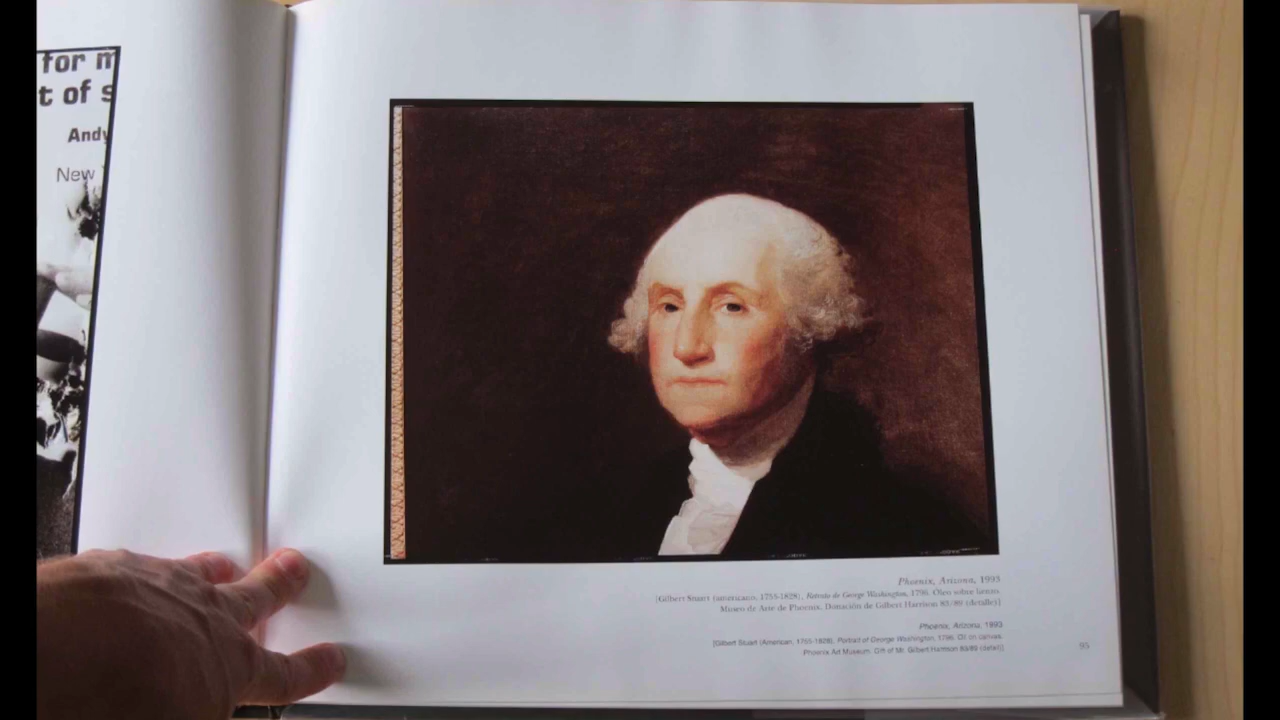 for m
t of s
Andy
New
Phoenix, Arizona, 1993
[Gilbert Stuart (americano, 1755-1828), Retrato de George Washington, 1796. Óleo sobre lienzo.
Museo de Arte de Phoenix. Donación de Gilbert Harrison 85/89 (detalle)]
Phoenix, Arizona, 1993
[Gilbert Stuart (American, 1755-1828), Portrait of George Washington, 1796. Oil on canvas.
Phoenix Art Museum. Gift of Mr. Gilbert Harrison (detail)]
95